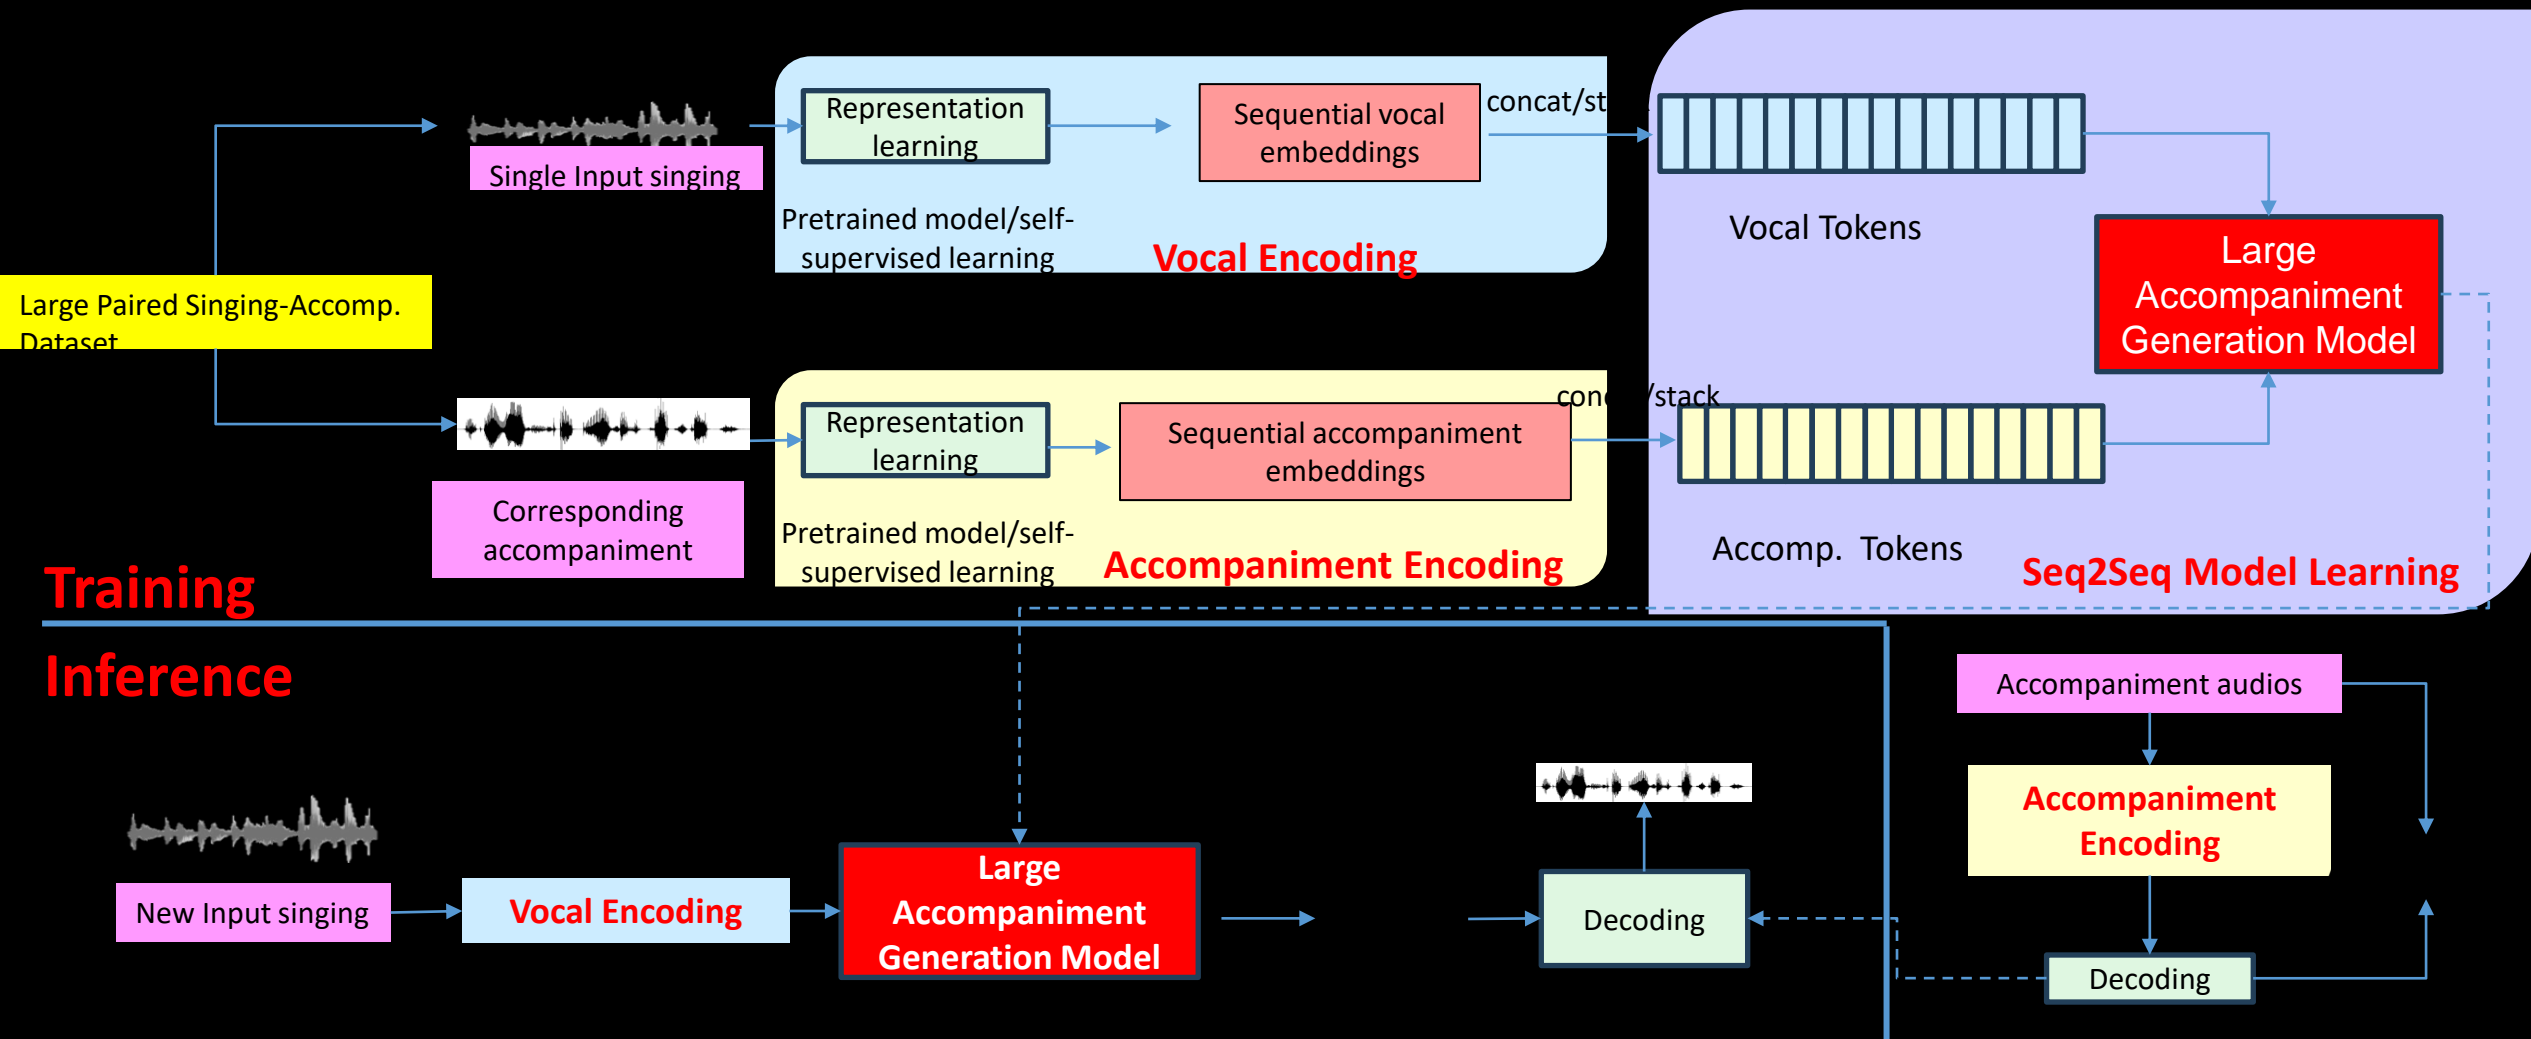 Representation
learning
Sequential vocal
embeddings
concat/st
Single Input singing
Pretrained model/self-
supervised learning
Vocal Encoding
Vocal Tokens
Large
Accompaniment
Generation Model
Large Paired Singing-Accomp.
Dataset
Representation
learning
Sequential accompaniment
embeddings
/stack
Corresponding
accompaniment
Pretrained model/self-
supervised learning
Accompaniment Encoding
Accomp. Tokens
Seq2Seq Model Learning
Training
Inference
New Input singing
Vocal Encoding
Large
Accompaniment
Generation Model
Decoding
Accompaniment audios
Accompaniment
Encoding
Decoding